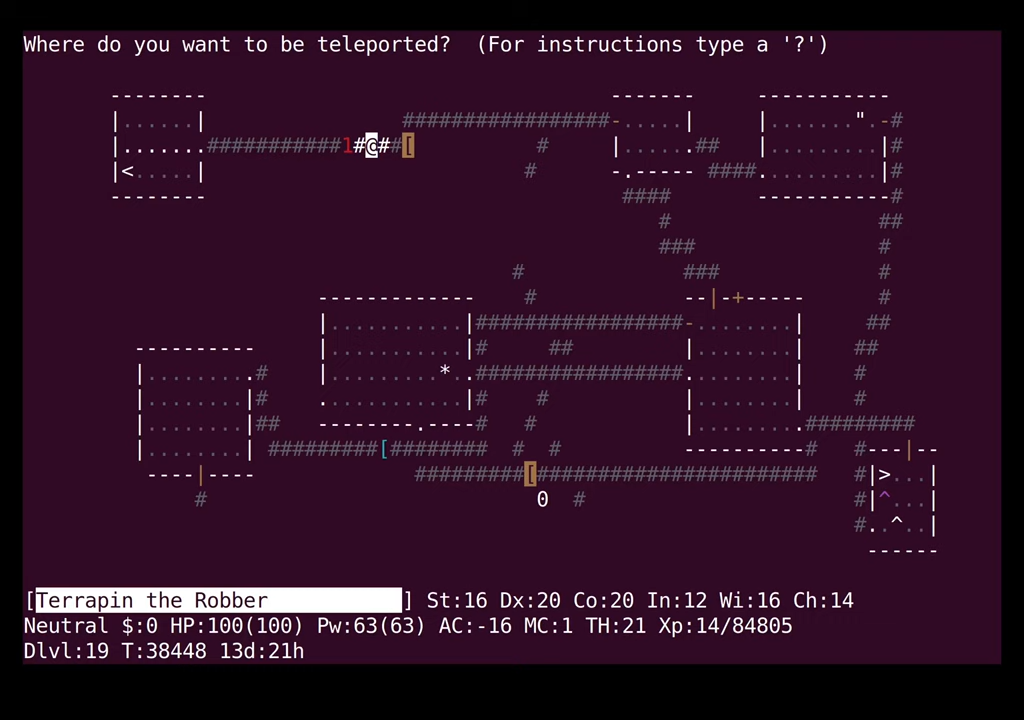 Where do you want to be teleported? (For instructions type a '?')
[Terrapin the Robber ] St:16 Dx:20 Co:20 In:12 Wi:16 Ch:14
Neutral $:0 HP:100(100) Pw:63(63) AC:-16 MC:1 TH:21 Xp:14/84805
Dlvl:19 T:38448 13d:21h